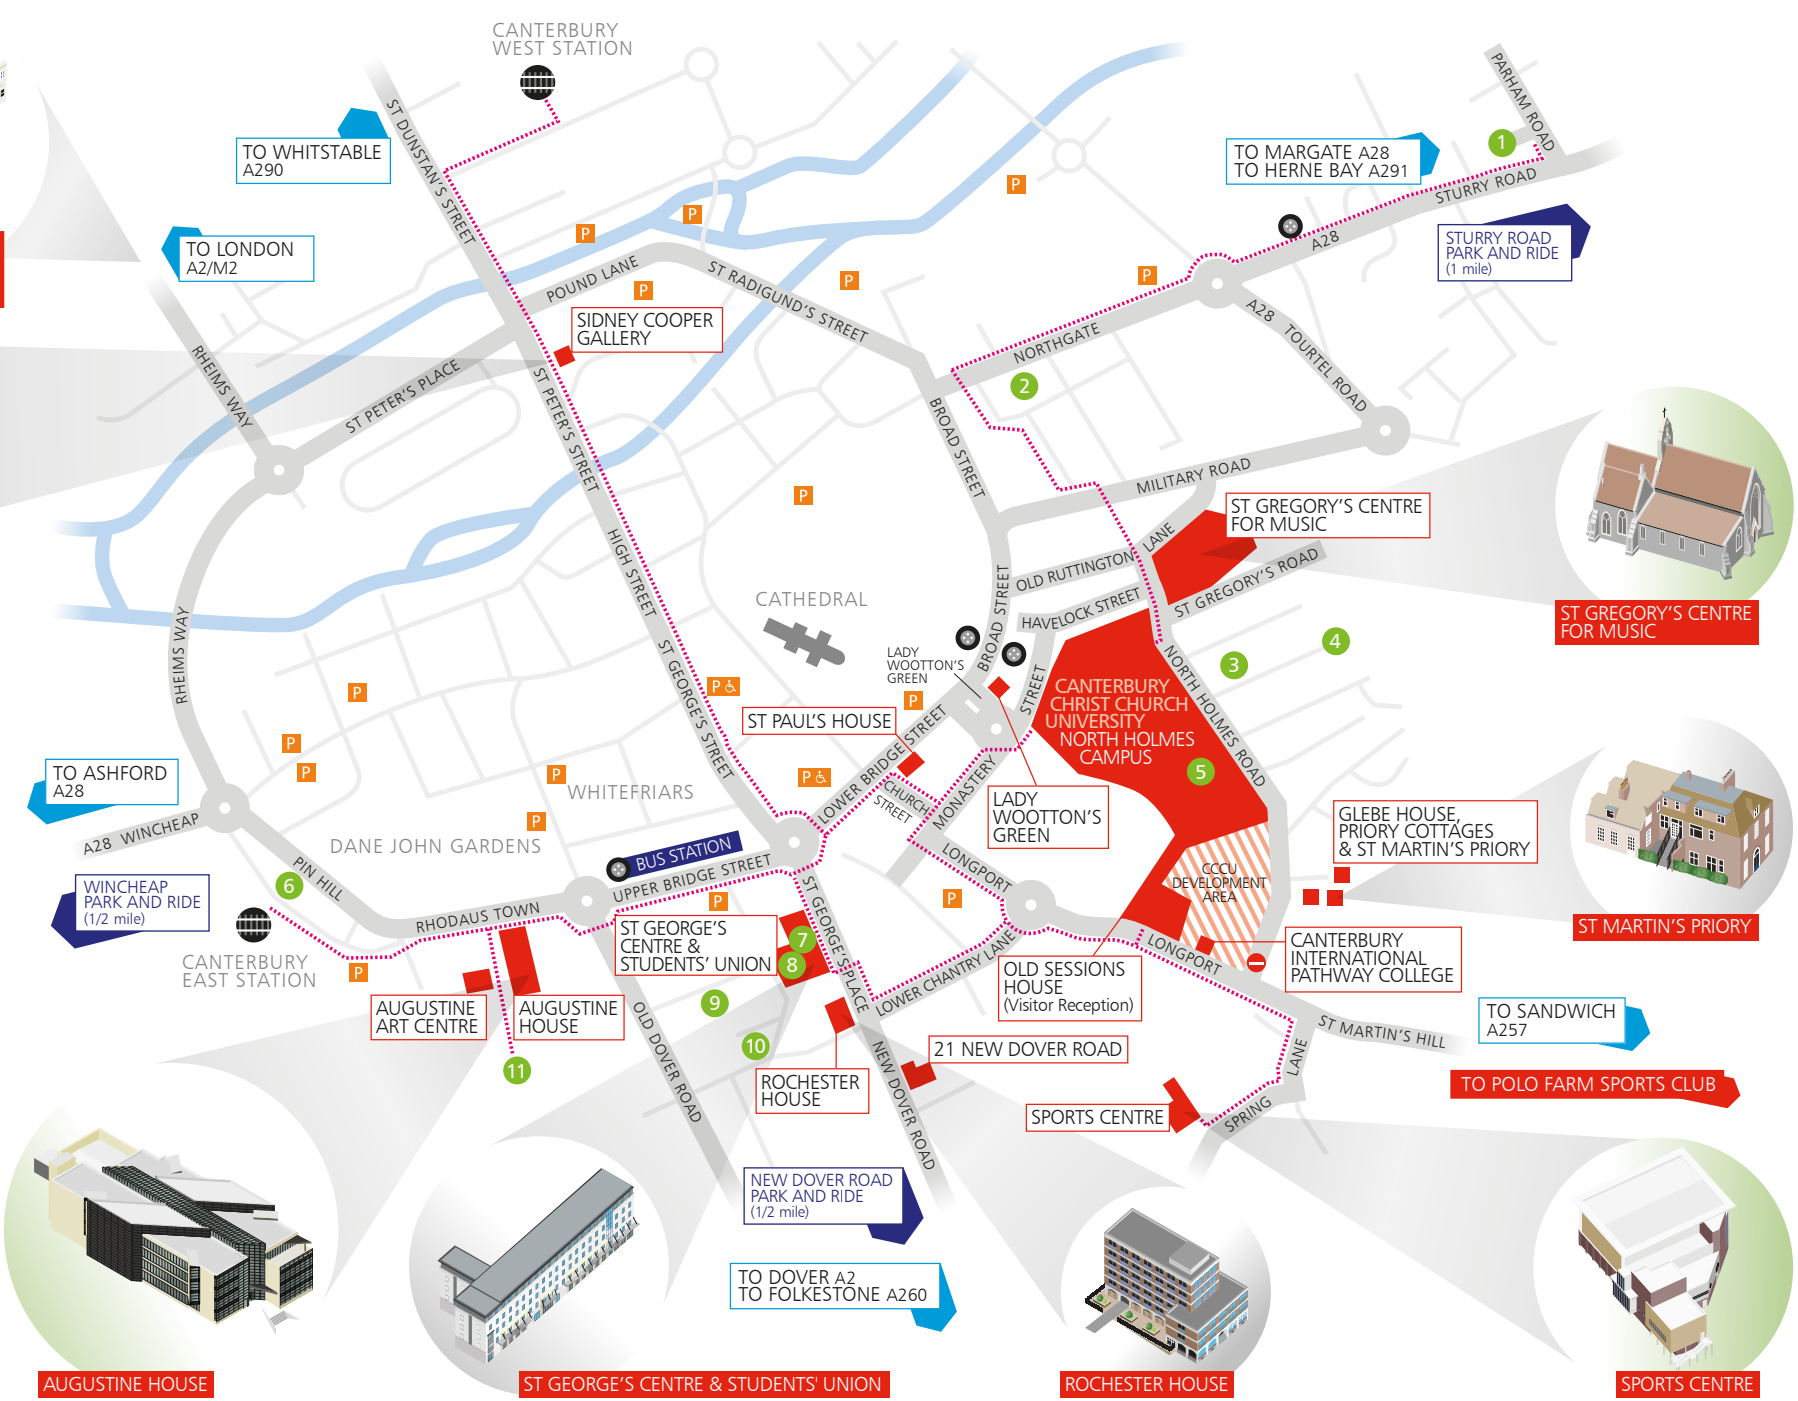 CANTERBURY
WEST STATION
ST DUNSTAN'S STREET
TO WHITSTABLE
A290
TO LONDON
A2/M2
PARHAM ROAD
1
TO MARGATE A28
TO HERNE BAY A291
STURRY ROAD
A28
STURRY ROAD
PARK AND RIDE
(1 mile)
P
P
P
P
P
P
POUND LANE
ST RADIGUND'S STREET
SIDNEY COOPER
GALLERY
RHEIMS WAY
ST PETER'S PLACE
ST PETER'S STREET
NORTHGATE
2
A28 TOURTEL ROAD
BROAD STREET
MILITARY ROAD
P
HIGH STREET
ST GREGORY'S CENTRE
FOR MUSIC
OLD RUTTINGTON LANE
ST GREGORY'S ROAD
HAVELOCK STREET
BROAD STREET
ST GREGORY'S CENTRE
FOR MUSIC
CATHEDRAL
RHEIMS WAY
ST GEORGE'S STREET
LADY
WOOTTON'S
GREEN
3
4
NORTH HOLMES ROAD
P
P
P
CANTERBURY
CHRIST CHURCH
UNIVERSITY
NORTH HOLMES
CAMPUS
5
ST PAUL'S HOUSE
MONASTERY STREET
LOWER BRIDGE STREET
CHURCH
STREET
P
P
P
P
P
WHITEFRIARS
LADY
WOOTTON'S
GREEN
TO ASHFORD
A28
A28 WINCHEAP
DANE JOHN GARDENS
BUS STATION
UPPER BRIDGE STREET
LONGPORT
GLEBE HOUSE,
PRIORY COTTAGES
& ST MARTIN'S PRIORY
CCCU
DEVELOPMENT
AREA
ST MARTIN'S PRIORY
WINCHEAP
PARK AND RIDE
(1/2 mile)
6
PIN HILL
RHODAUS TOWN
P
P
CANTERBURY
EAST STATION
P
ST GEORGE'S
CENTRE &
STUDENTS' UNION
7
8
ST GEORGE'S PLACE
LOWER CHANTRY LANE
LONGPORT
CANTERBURY
INTERNATIONAL
PATHWAY COLLEGE
OLD SESSIONS
HOUSE
(Visitor Reception)
AUGUSTINE
ART CENTRE
AUGUSTINE
HOUSE
9
10
11
OLD DOVER ROAD
ROCHESTER
HOUSE
NEW DOVER ROAD
21 NEW DOVER ROAD
ST MARTIN'S HILL
TO SANDWICH
A257
TO POLO FARM SPORTS CLUB
SPORTS CENTRE
SPRING LANE
NEW DOVER ROAD
PARK AND RIDE
(1/2 mile)
TO DOVER A2
TO FOLKESTONE A260
AUGUSTINE HOUSE
ST GEORGE'S CENTRE & STUDENTS' UNION
ROCHESTER HOUSE
SPORTS CENTRE